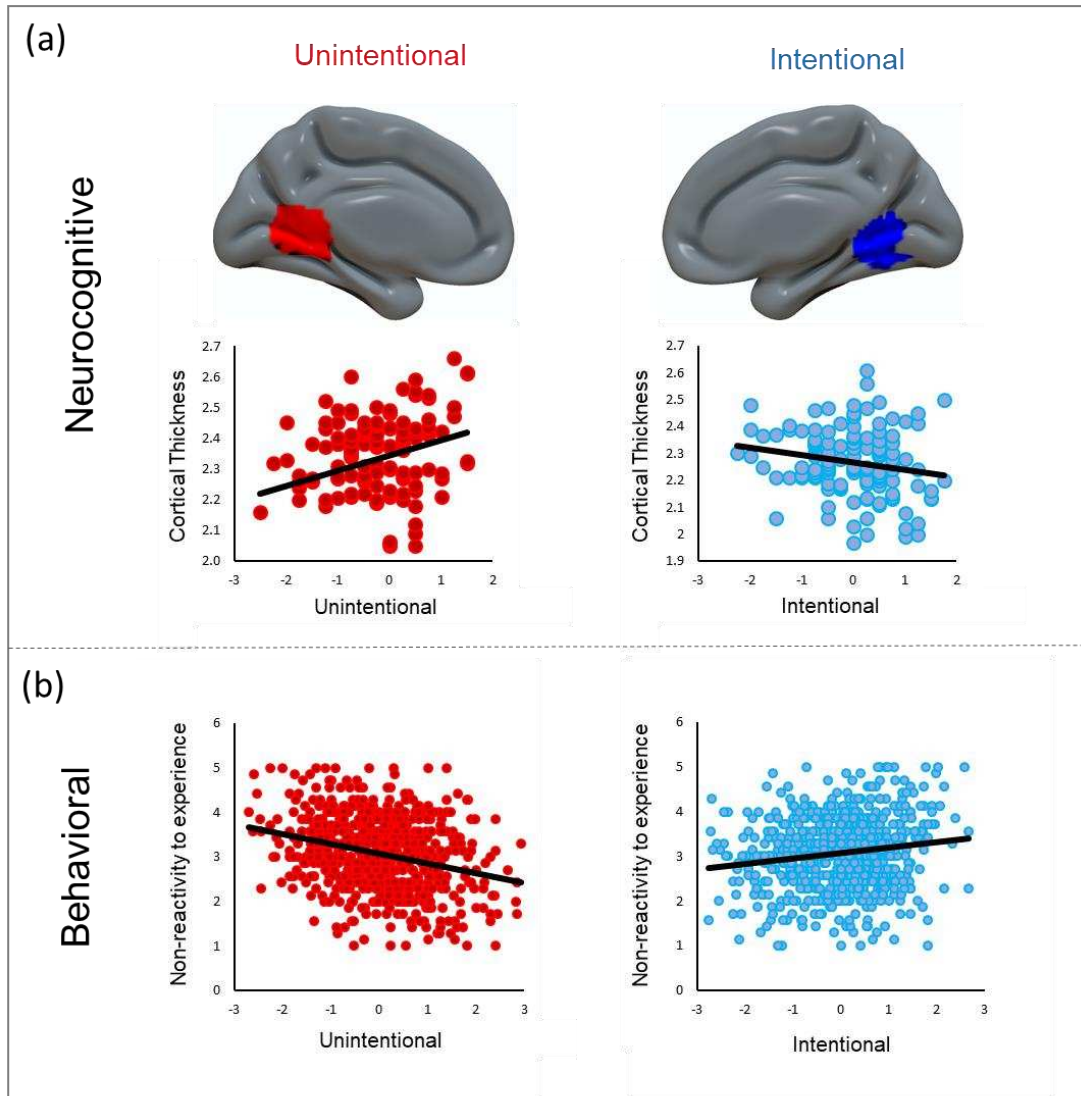 (a)
Unintentional
Intentional
Neurocognitive
Cortical Thickness
2.7
2.6
2.5
2.4
2.3
2.2
2.1
2.0
-3 -2 -1 0 1 2
Unintentional
Cortical Thickness
2.7
2.6
2.5
2.4
2.3
2.2
2.1
2
1.9
-3 -2 -1 0 1 2
Intentional
(b)
Behavioral
Non-reactivity to experience
6
5
4
3
2
1
0
-3 -2 -1 0 1 2 3
Unintentional
Non-reactivity to experience
6
5
4
3
2
1
0
-3 -2 -1 0 1 2 3
Intentional